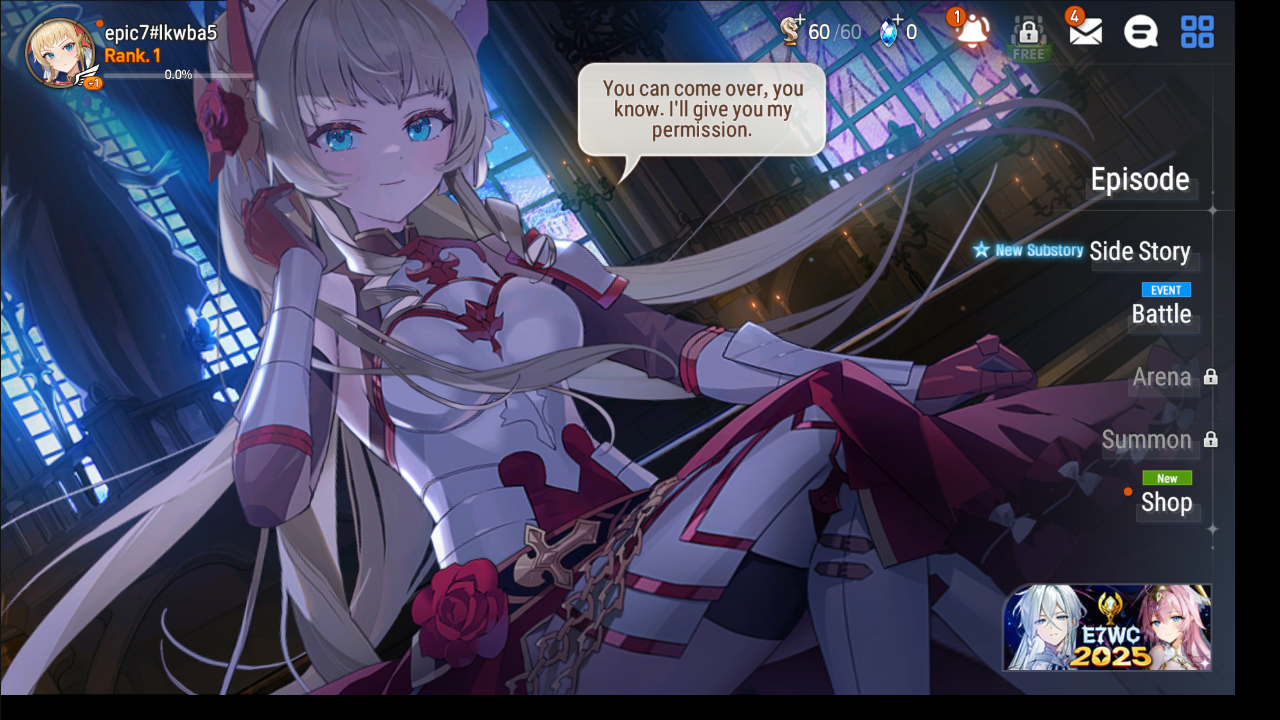 epic7#lkwba5
Rank. 1
0.0%
+1
60 /60
0
1
FREE
4
You can come over, you
know. I'll give you my
permission.
Episode
New Substory Side Story
EVENT
Battle
Arena
Summon
New
Shop
E7WC
2025